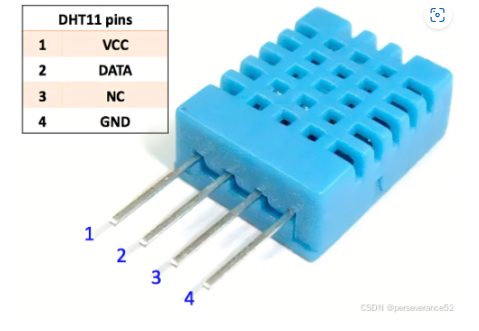 DHT11 pins
1 VCC
2 DATA
3 NC
4 GND
1
2
3
4
CSDN @perseverance52